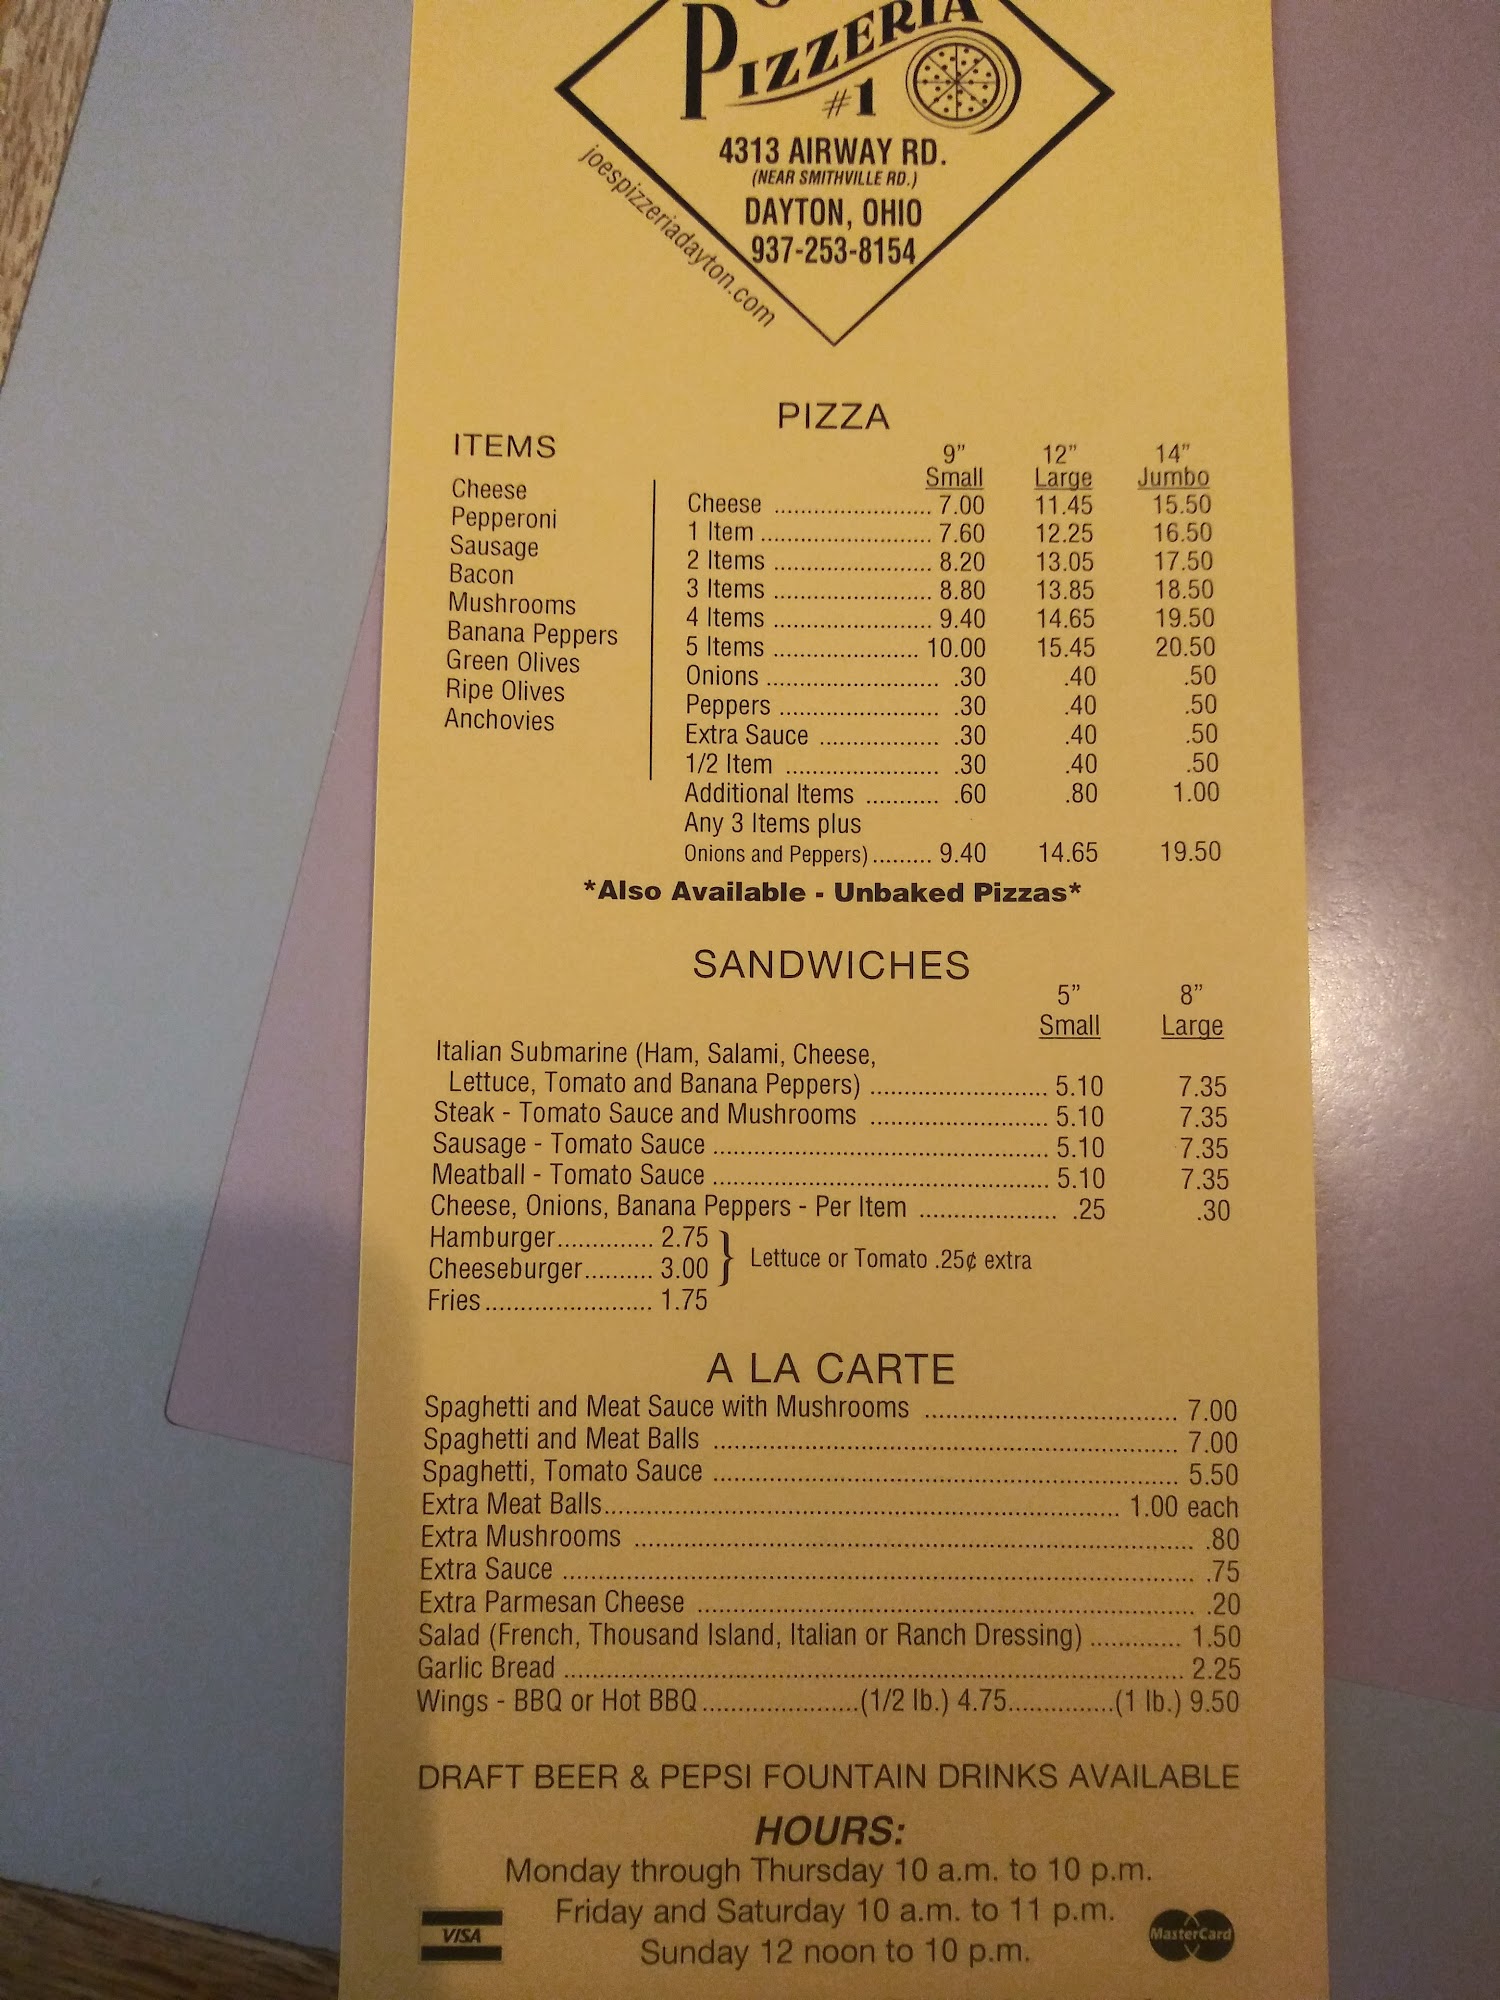 PIZZERIA
#1
4313 AIRWAY RD.
(NEAR SMITHVILLE RD.)
DAYTON, OHIO
937-253-8154
joespizzeriadayton.com
PIZZA
ITEMS
Cheese
Pepperoni
Sausage
Bacon
Mushrooms
Banana Peppers
Green Olives
Ripe Olives
Anchovies
9” 12” 14”
Small Large Jumbo
Cheese ........................ 7.00 11.45 15.50
1 Item .......................... 7.60 12.25 16.50
2 Items ........................ 8.20 13.05 17.50
3 Items ........................ 8.80 13.85 18.50
4 Items ........................ 9.40 14.65 19.50
5 Items ...................... 10.00 15.45 20.50
Onions .......................... .30 .40 .50
Peppers ........................ .30 .40 .50
Extra Sauce .................. .30 .40 .50
1/2 Item ....................... .30 .40 .50
Additional Items ........... .60 .80 1.00
Any 3 Items plus
Onions and Peppers) ......... 9.40 14.65 19.50
*Also Available - Unbaked Pizzas*
SANDWICHES
5” 8”
Small Large
Italian Submarine (Ham, Salami, Cheese,
Lettuce, Tomato and Banana Peppers) .......................... 5.10 7.35
Steak - Tomato Sauce and Mushrooms .......................... 5.10 7.35
Sausage - Tomato Sauce ................................................ 5.10 7.35
Meatball - Tomato Sauce ................................................ 5.10 7.35
Cheese, Onions, Banana Peppers - Per Item .................... .25 .30
Hamburger.............. 2.75
Cheeseburger.......... 3.00
} Lettuce or Tomato .25¢ extra
Fries ........................ 1.75
A LA CARTE
Spaghetti and Meat Sauce with Mushrooms .................................... 7.00
Spaghetti and Meat Balls .................................................................. 7.00
Spaghetti, Tomato Sauce .................................................................. 5.50
Extra Meat Balls......................................................................... 1.00 each
Extra Mushrooms ................................................................................ .80
Extra Sauce .......................................................................................... .75
Extra Parmesan Cheese ....................................................................... .20
Salad (French, Thousand Island, Italian or Ranch Dressing) ............. 1.50
Garlic Bread ........................................................................................ 2.25
Wings - BBQ or Hot BBQ ......................(1/2 lb.) 4.75...............(1 lb.) 9.50
DRAFT BEER & PEPSI FOUNTAIN DRINKS AVAILABLE
HOURS:
Monday through Thursday 10 a.m. to 10 p.m.
Friday and Saturday 10 a.m. to 11 p.m.
Sunday 12 noon to 10 p.m.
VISA
MasterCard